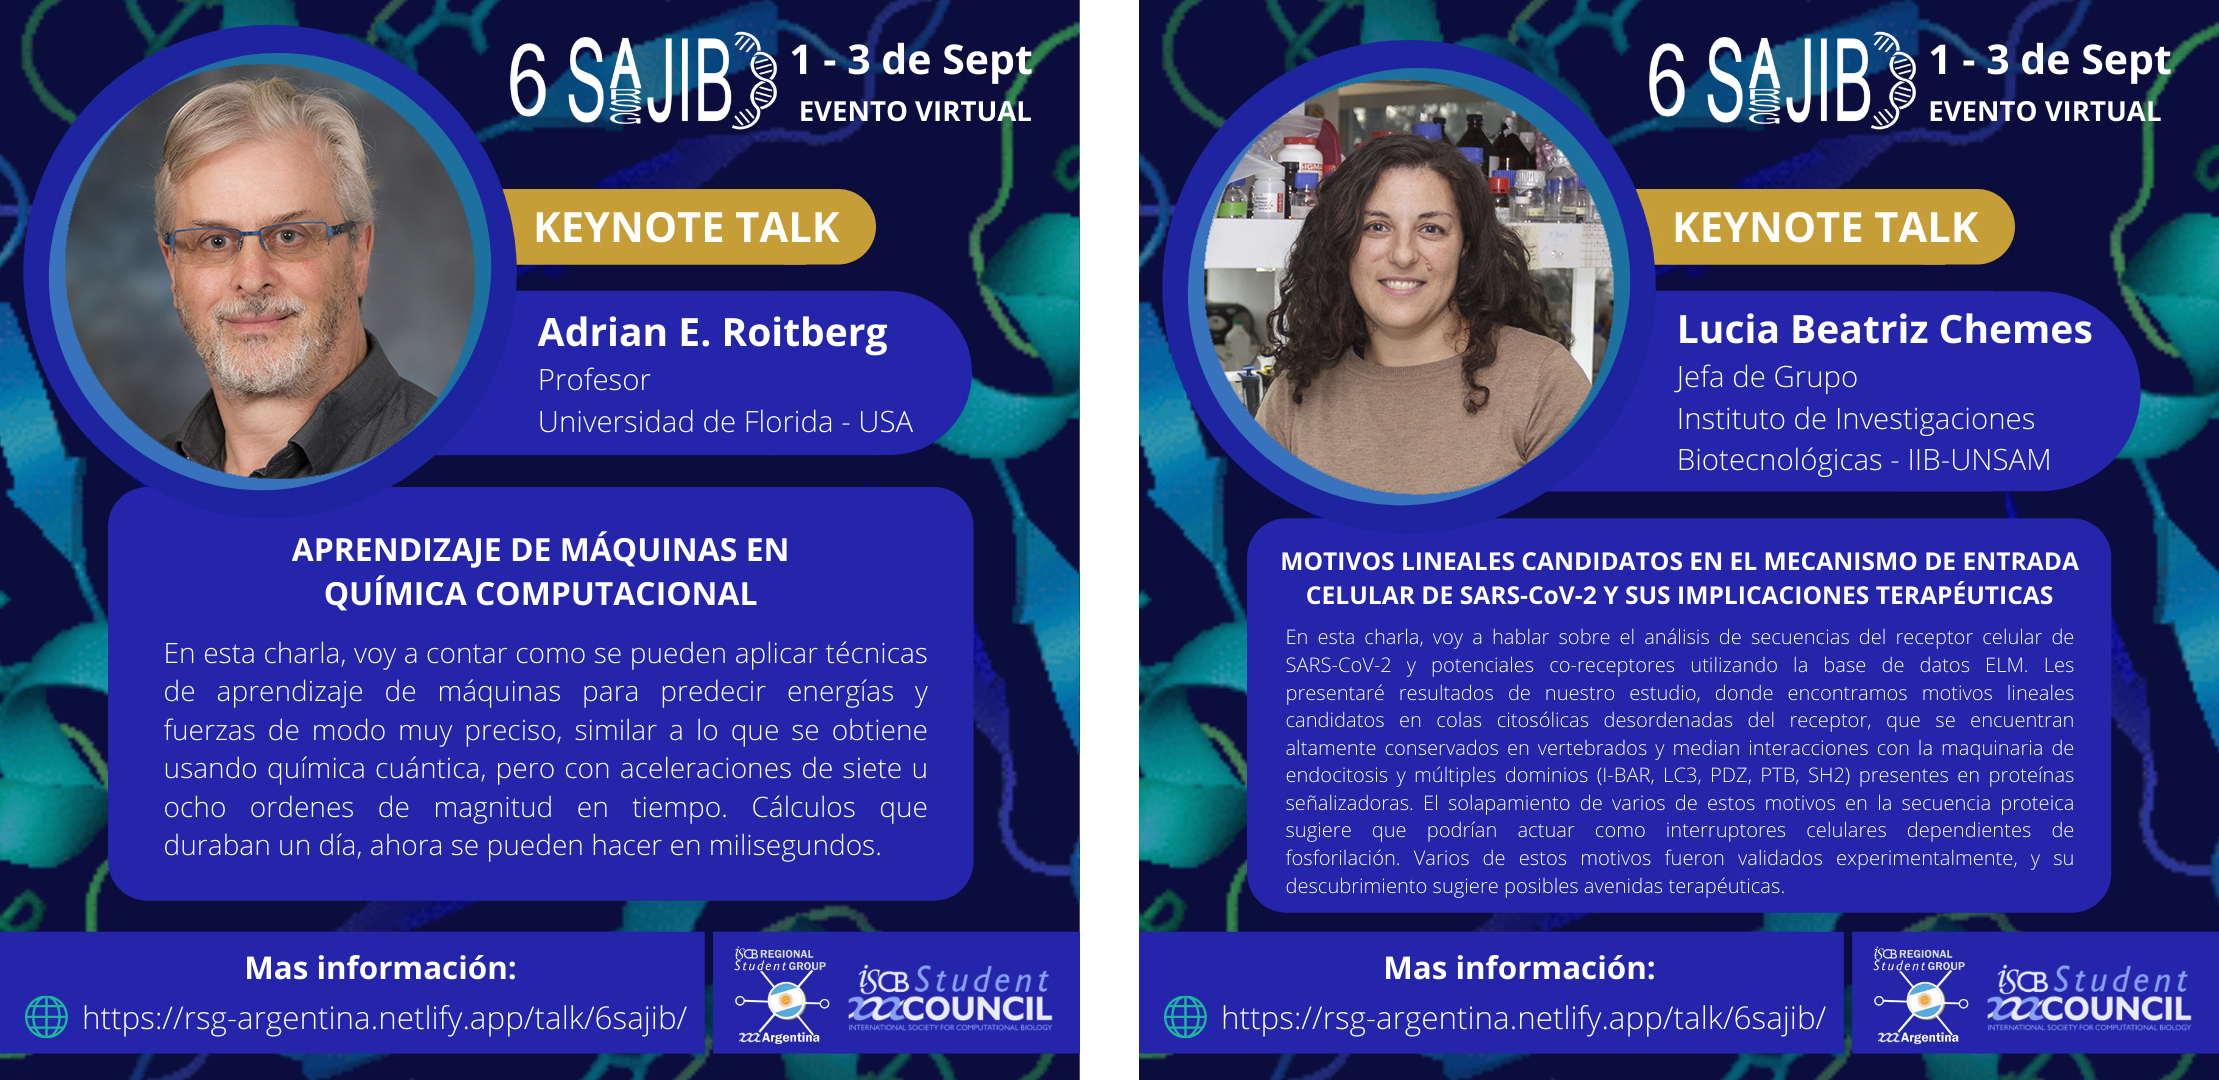 6 SAJIB
1 - 3 de Sept
EVENTO VIRTUAL
KEYNOTE TALK
Adrian E. Roitberg
Profesor
Universidad de Florida - USA
APRENDIZAJE DE MÁQUINAS EN
QUÍMICA COMPUTACIONAL
En esta charla, voy a contar como se pueden aplicar técnicas
de aprendizaje de máquinas para predecir energías y
fuerzas de modo muy preciso, similar a lo que se obtiene
usando química cuántica, pero con aceleraciones de siete u
ocho ordenes de magnitud en tiempo. Cálculos que
duraban un día, ahora se pueden hacer en milisegundos.
Mas información:
https://rsg-argentina.netlify.app/talk/6sajib/
iSCB REGIONAL
Student GROUP
Argentina
iSCB Student
COUNCIL
INTERNATIONAL SOCIETY FOR COMPUTATIONAL BIOLOGY
6 SAJIB
1 - 3 de Sept
EVENTO VIRTUAL
KEYNOTE TALK
Lucia Beatriz Chemes
Jefa de Grupo
Instituto de Investigaciones
Biotecnológicas - IIB-UNSAM
MOTIVOS LINEALES CANDIDATOS EN EL MECANISMO DE ENTRADA
CELULAR DE SARS-CoV-2 Y SUS IMPLICACIONES TERAPÉUTICAS
En esta charla, voy a hablar sobre el análisis de secuencias del receptor celular de
SARS-CoV-2 y potenciales co-receptores utilizando la base de datos ELM. Les
presentaré resultados de nuestro estudio, donde encontramos motivos lineales
candidatos en colas citosólicas desordenadas del receptor, que se encuentran
altamente conservados en vertebrados y median interacciones con la maquinaria de
endocitosis y múltiples dominios (I-BAR, LC3, PDZ, PTB, SH2) presentes en proteínas
señalizadoras. El solapamiento de varios de estos motivos en la secuencia proteica
sugiere que podrían actuar como interruptores celulares dependientes de
fosforilación. Varios de estos motivos fueron validados experimentalmente, y su
descubrimiento sugiere posibles avenidas terapéuticas.
Mas información:
https://rsg-argentina.netlify.app/talk/6sajib/
iSCB REGIONAL
Student GROUP
Argentina
iSCB Student
COUNCIL
INTERNATIONAL SOCIETY FOR COMPUTATIONAL BIOLOGY